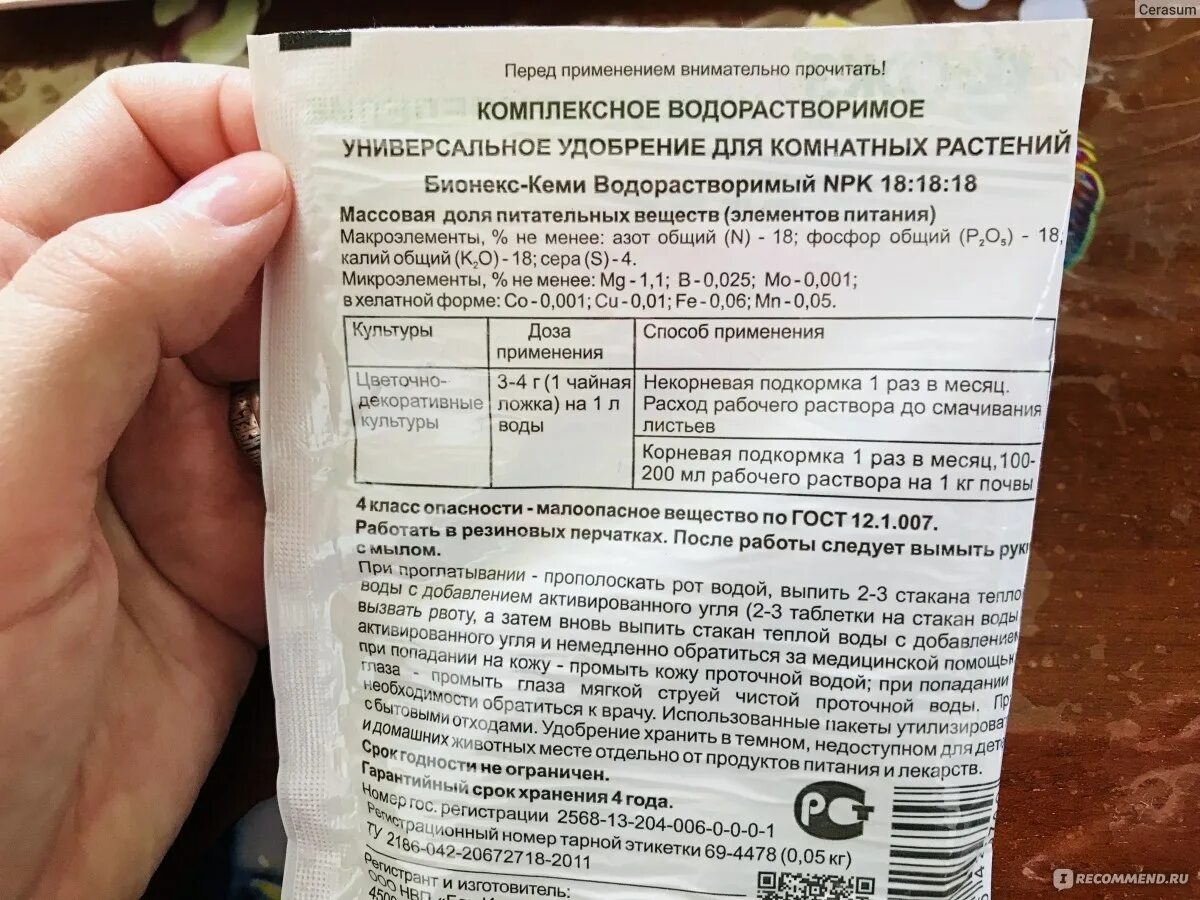 Cerasum
Перед применением внимательно прочитать!
КОМПЛЕКСНОЕ ВОДОРАСТВОРИМОЕ
УНИВЕРСАЛЬНОЕ УДОБРЕНИЕ ДЛЯ КОМНАТНЫХ РАСТЕНИЙ
Бионекс-Кеми Водорастворимый NPK 18:18:18
Массовая доля питательных веществ (элементов питания)
Макроэлементы, % не менее: азот общий (N) - 18; фосфор общий (P₂O₅) - 18,
калий общий (K₂O) - 18; сера (S) - 4.
Микроэлементы, % не менее: Mg - 1,1; B - 0,025; Mo - 0,001;
в хелатной форме: Co - 0,001; Cu - 0,01; Fe - 0,06; Mn - 0,05.
Культуры
Доза
применения
Способ применения
Цветочно-
декоративные
культуры
3-4 г (1 чайная
ложка) на 1 л
воды
Некорневая подкормка 1 раз в месяц.
Расход рабочего раствора до смачивания
листьев
Корневая подкормка 1 раз в месяц, 100-
200 мл рабочего раствора на 1 кг почвы
4 класс опасности - малоопасное вещество по ГОСТ 12.1.007.
Работать в резиновых перчатках. После работы следует вымыть рук
с мылом.
При проглатывании - прополоскать рот водой, выпить 2-3 стакана тепло
воды с добавлением активированного угля (2-3 таблетки на стакан воды
вызвать рвоту, а затем вновь выпить стакан теплой воды с добавлением
активированного угля и немедленно обратиться за медицинской помощью
при попадании на кожу - промыть кожу проточной водой; при попадании
глаза - промыть глаза мягкой струей чистой проточной воды. Пр
необходимости обратиться к врачу. Использованные пакеты утилизироват
с бытовыми отходами. Удобрение хранить в темном, недоступном для дете
и домашних животных месте отдельно от продуктов питания и лекарств.
Срок годности не ограничен.
Гарантийный срок хранения 4 года.
Номер гос. регистрации 2568-13-204-006-0-0-0-1
Регистрационный номер тарной этикетки 69-4478 (0,05 кг)
ТУ 2186-042-20672718-2011
РСТ
Регистрант и изготовитель:
ООО НВП
IRECOMMEND.RU